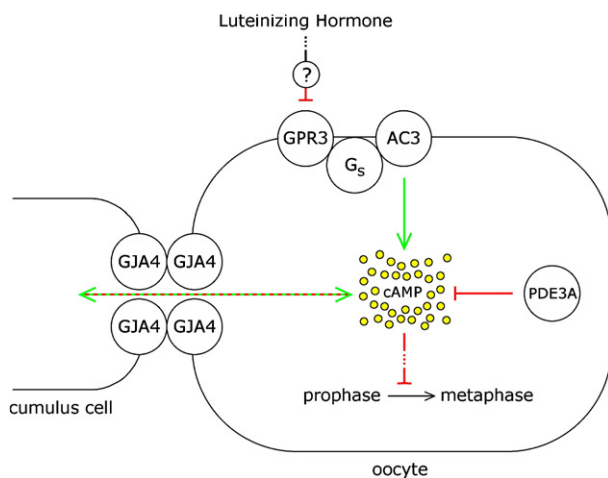 Luteinizing Hormone
?
GPR3
AC3
Gs
GJA4 GJA4
cAMP
PDE3A
GJA4 GJA4
prophase metaphase
cumulus cell
oocyte